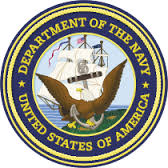 DEPARTMENT OF THE NAVY
UNITED STATES OF AMERICA